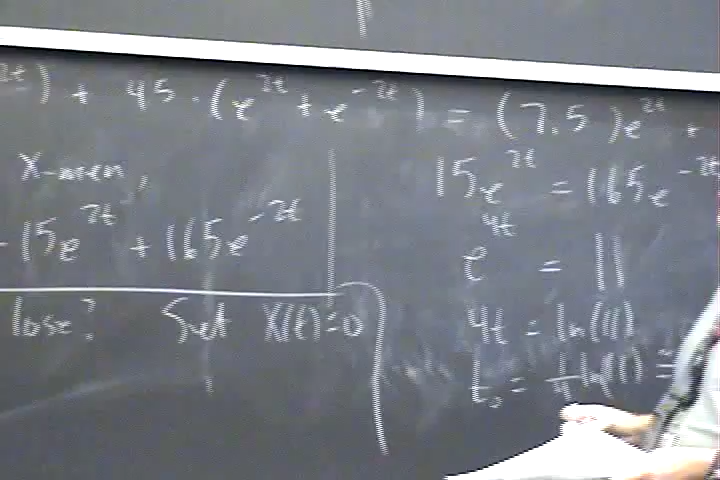 2t) + 45 · (e^2t + e^-2t) = (7.5)e^2t +
X-men,
-15e^2t + 165e^-2t
lose? Set X(t)=0
15e^2t = 165e^-2t
e^4t = 11
4t = ln(11)
t₀ = 1/4 ln(11) =